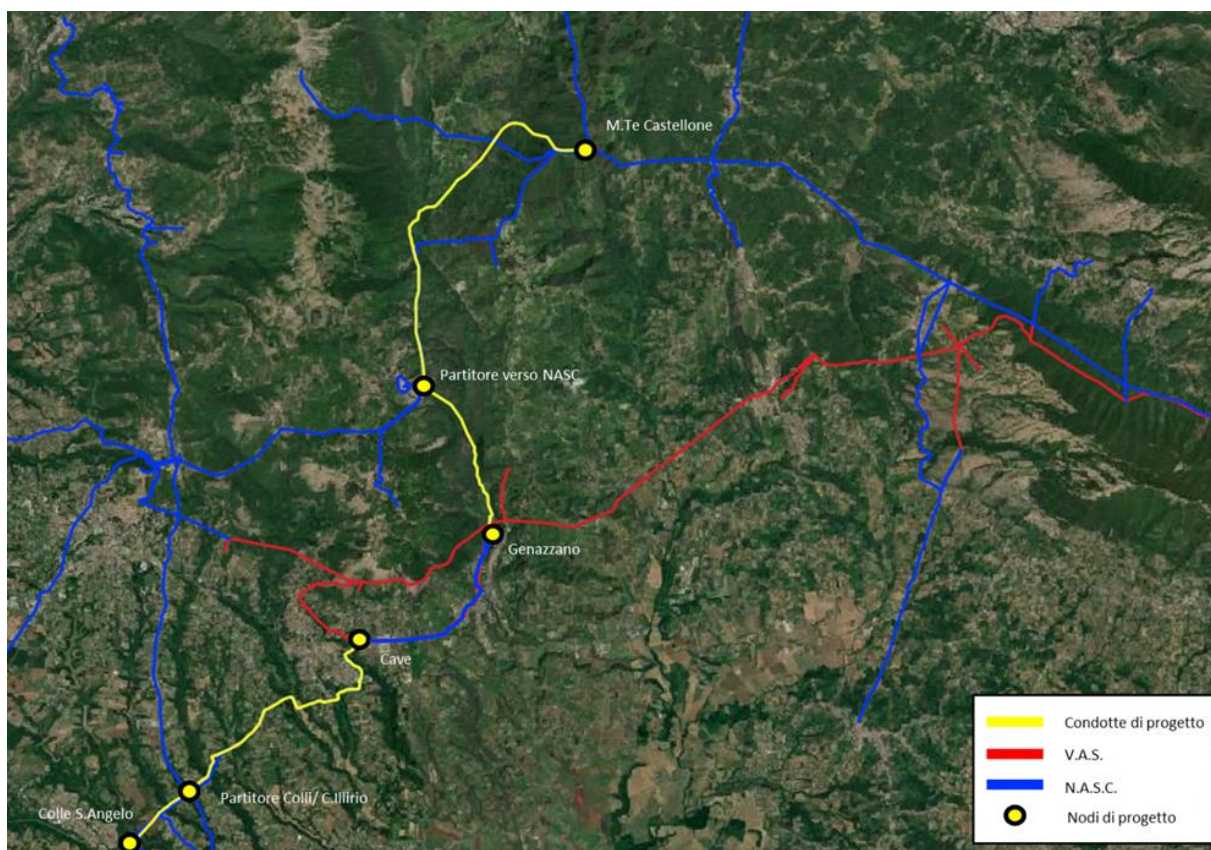 M.Te Castellone
Partitore verso NASC
Genazzano
Cave
Partitore Colli/ C.Illirio
Colle S.Angelo
Condotte di progetto
V.A.S.
N.A.S.C.
Nodi di progetto